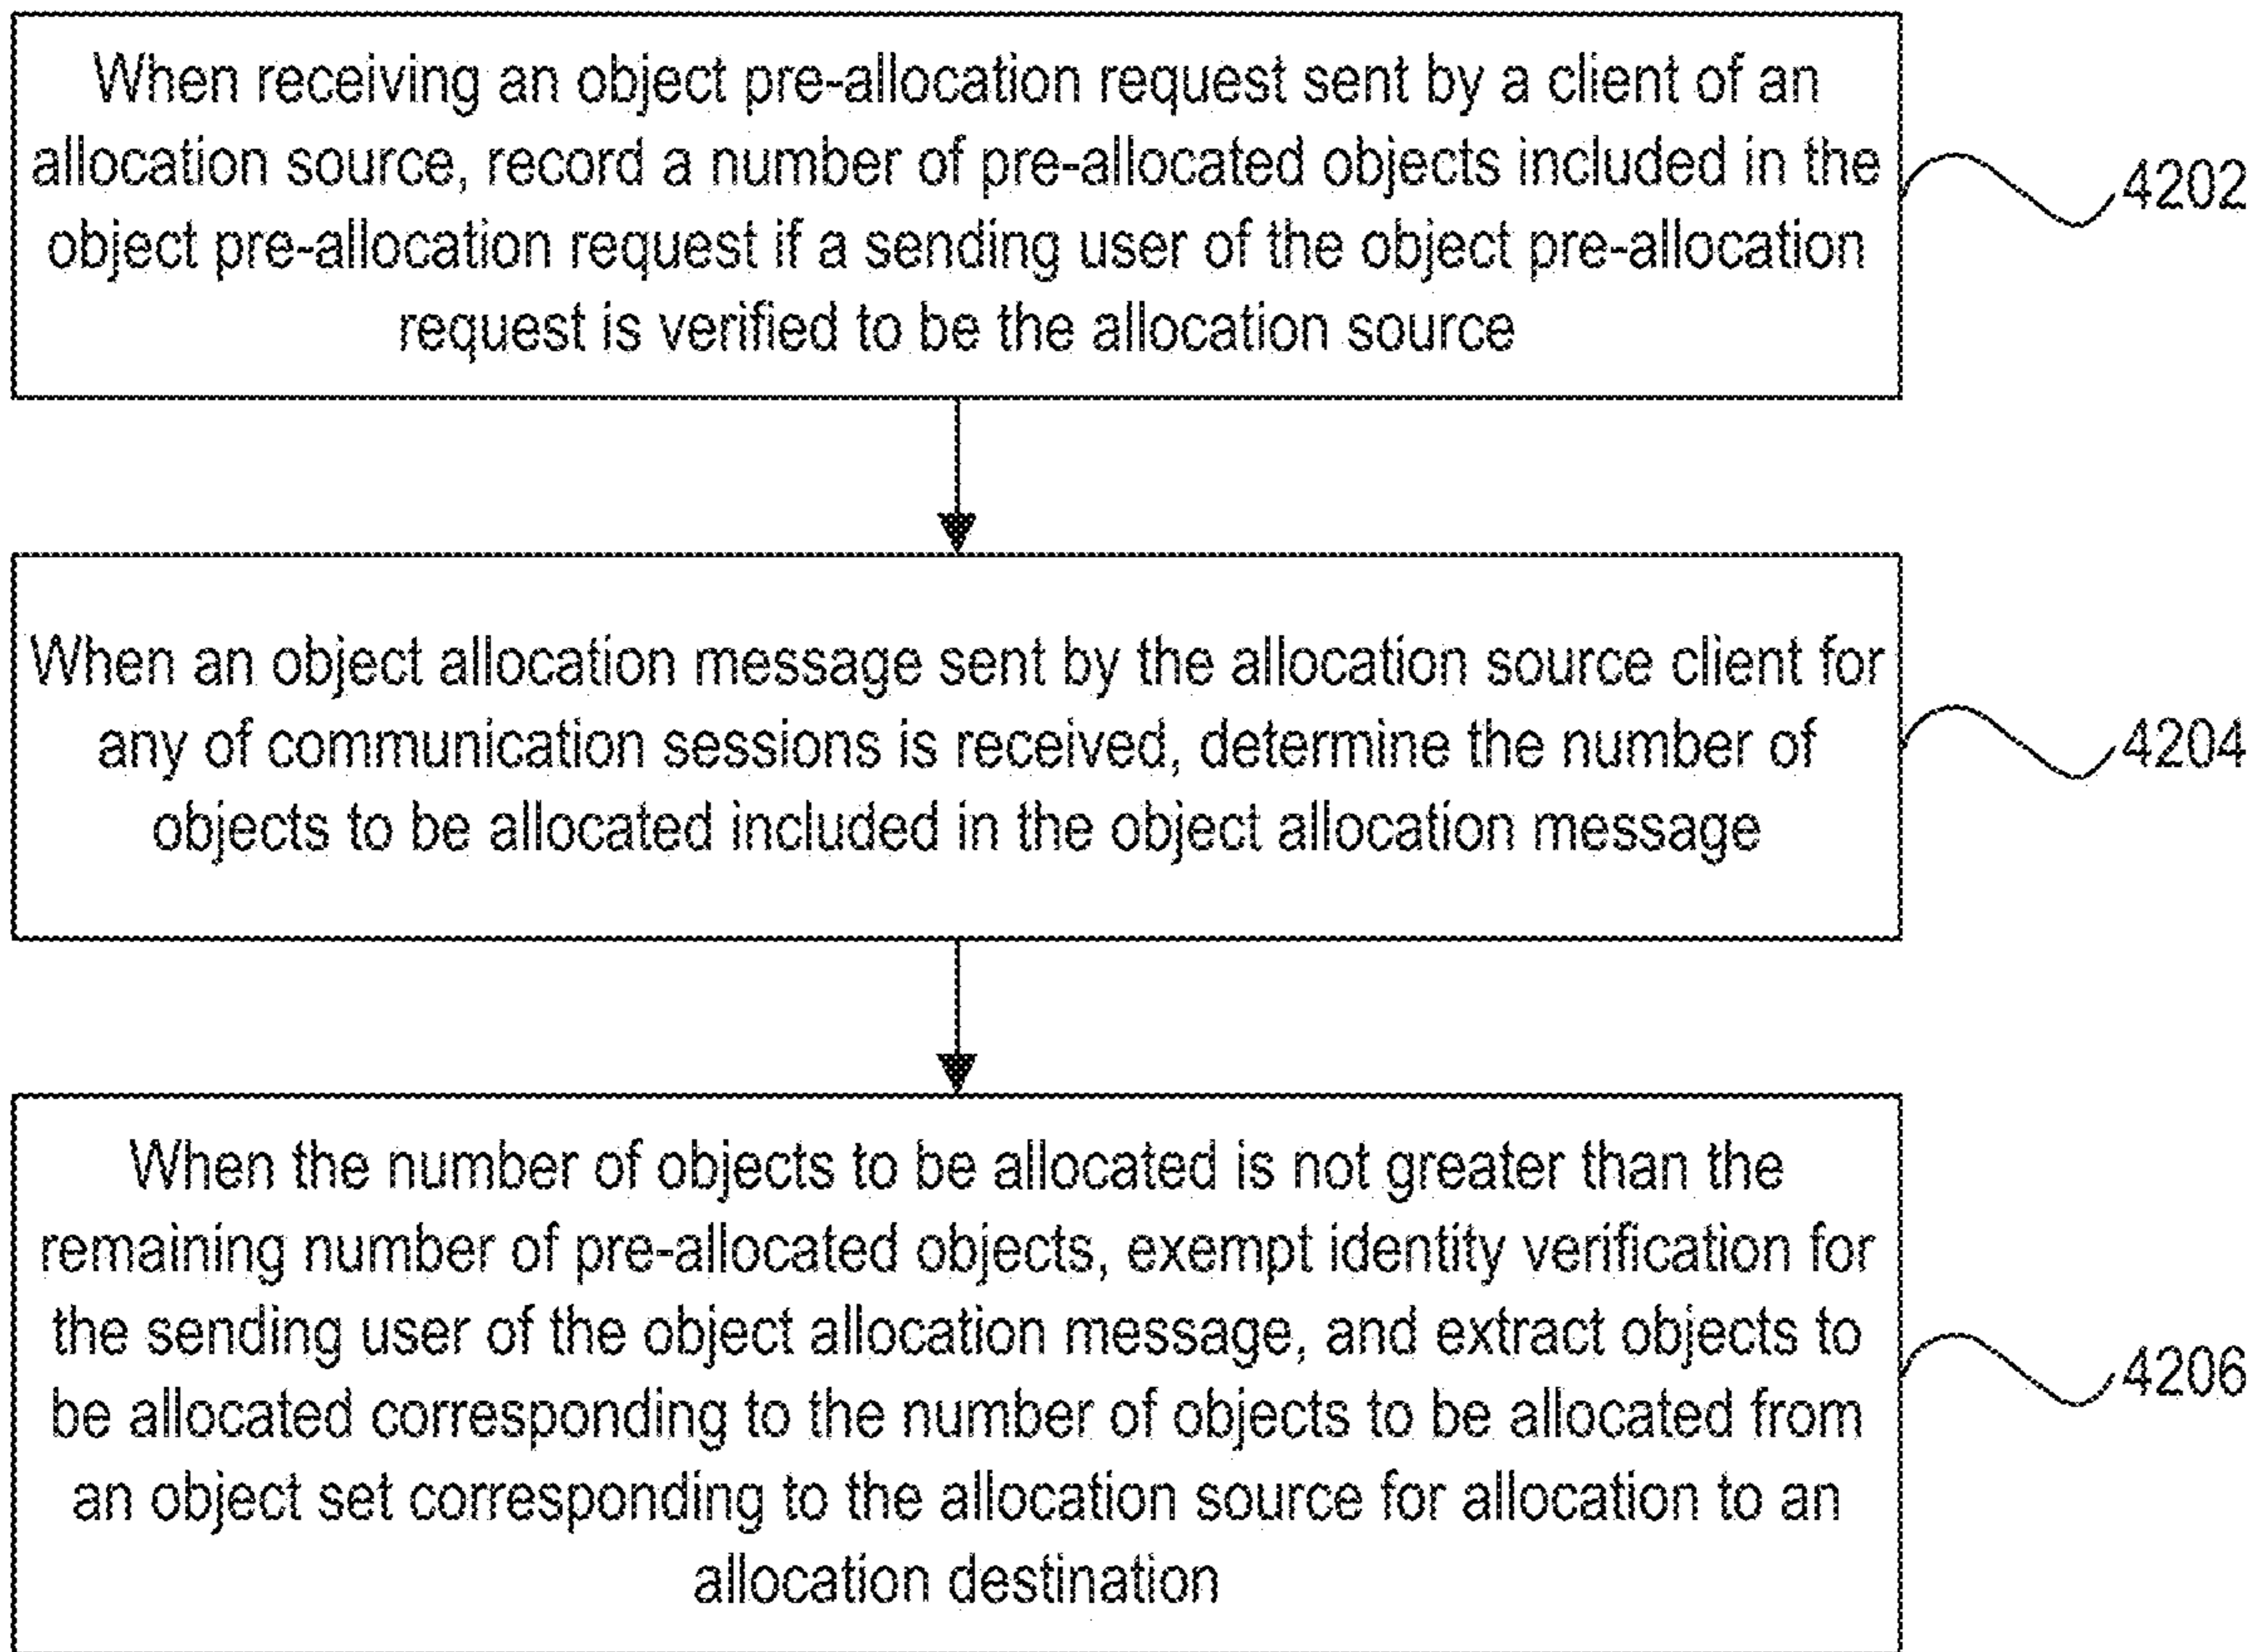 When receiving an object pre-allocation request sent by a client of an
allocation source, record a number of pre-allocated objects included in the
object pre-allocation request if a sending user of the object pre-allocation
request is verified to be the allocation source
4202
When an object allocation message sent by the allocation source client for
any of communication sessions is received, determine the number of
objects to be allocated included in the object allocation message
4204
When the number of objects to be allocated is not greater than the
remaining number of pre-allocated objects, exempt identity verification for
the sending user of the object allocation message, and extract objects to
be allocated corresponding to the number of objects to be allocated from
an object set corresponding to the allocation source for allocation to an
allocation destination
4206